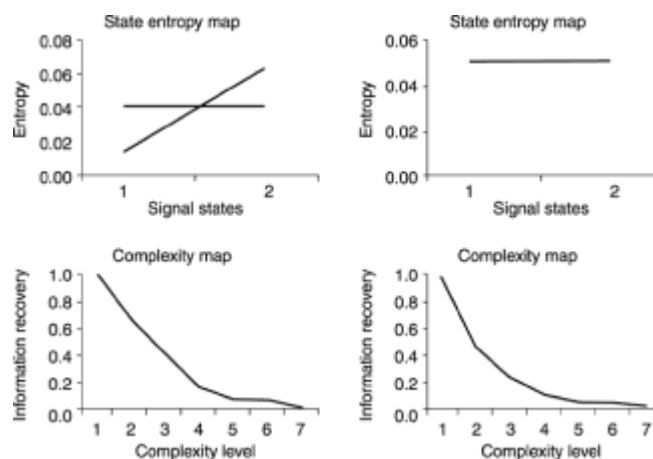 State entropy map
0.08
0.06
0.04
0.02
0.00
Entropy
1 2
Signal states
State entropy map
0.06
0.04
0.02
0.00
Entropy
1 2
Signal states
Complexity map
1.0
0.8
0.6
0.4
0.2
0.0
Information recovery
1 2 3 4 5 6 7
Complexity level
Complexity map
1.0
0.8
0.6
0.4
0.2
0.0
Information recovery
1 2 3 4 5 6 7
Complexity level